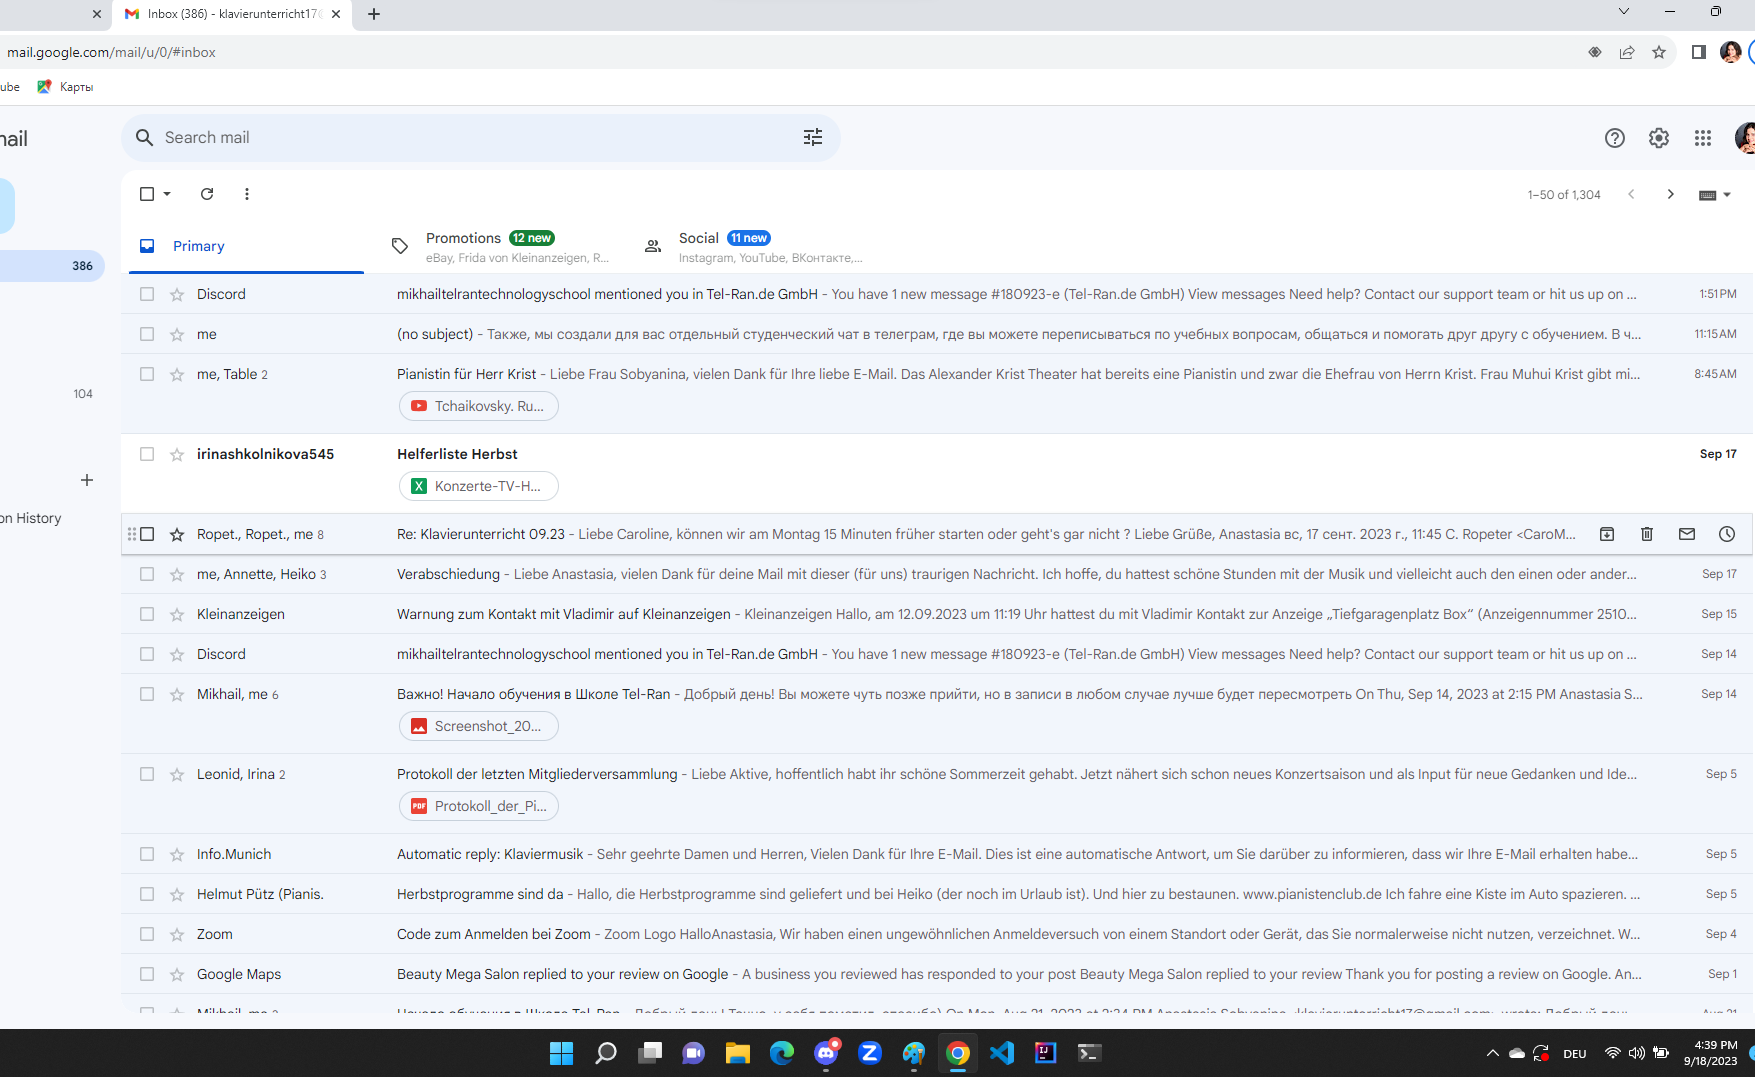 Inbox (386) - klavierunterricht17
mail.google.com/mail/u/0/#inbox
ube Карты
nail
Search mail
1–50 of 1,304
Primary
Promotions 12 new
eBay, Frida von Kleinanzeigen, R...
Social 11 new
Instagram, YouTube, ВКонтакте,...
386
Discord mikhailtelrantechnologyschool mentioned you in Tel-Ran.de GmbH - You have 1 new message #180923-e (Tel-Ran.de GmbH) View messages Need help? Contact our support team or hit us up on ... 1:51 PM
me (no subject) - Также, мы создали для вас отдельный студенческий чат в телеграм, где вы можете переписываться по учебных вопросам, общаться и помогать друг другу с обучением. В ч... 11:15 AM
me, Table 2 Pianistin für Herr Krist - Liebe Frau Sobyanina, vielen Dank für Ihre liebe E-Mail. Das Alexander Krist Theater hat bereits eine Pianistin und zwar die Ehefrau von Herrn Krist. Frau Muhui Krist gibt mi... 8:45 AM
104
Tchaikovsky. Ru...
irinashkolnikova545 Helferliste Herbst Sep 17
Konzerte-TV-H...
on History
Ropet., Ropet., me 8 Re: Klavierunterricht 09.23 - Liebe Caroline, können wir am Montag 15 Minuten früher starten oder geht's gar nicht ? Liebe Grüße, Anastasia вс, 17 сент. 2023 г., 11:45 C. Ropeter <CaroM...
me, Annette, Heiko 3 Verabschiedung - Liebe Anastasia, vielen Dank für deine Mail mit dieser (für uns) traurigen Nachricht. Ich hoffe, du hattest schöne Stunden mit der Musik und vielleicht auch den einen oder ander... Sep 17
Kleinanzeigen Warnung zum Kontakt mit Vladimir auf Kleinanzeigen - Kleinanzeigen Hallo, am 12.09.2023 um 11:19 Uhr hattest du mit Vladimir Kontakt zur Anzeige „Tiefgaragenplatz Box“ (Anzeigennummer 2510... Sep 15
Discord mikhailtelrantechnologyschool mentioned you in Tel-Ran.de GmbH - You have 1 new message #180923-e (Tel-Ran.de GmbH) View messages Need help? Contact our support team or hit us up on ... Sep 14
Mikhail, me 6 Важно! Начало обучения в Школе Tel-Ran - Добрый день! Вы можете чуть позже прийти, но в записи в любом случае лучше будет пересмотреть On Thu, Sep 14, 2023 at 2:15 PM Anastasia S... Sep 14
Screenshot_20...
Leonid, Irina 2 Protokoll der letzten Mitgliederversammlung - Liebe Aktive, hoffentlich habt ihr schöne Sommerzeit gehabt. Jetzt nähert sich schon neues Konzertsaison und als Input für neue Gedanken und Ide... Sep 5
PDF Protokoll_der_Pi...
Info.Munich Automatic reply: Klaviermusik - Sehr geehrte Damen und Herren, Vielen Dank für Ihre E-Mail. Dies ist eine automatische Antwort, um Sie darüber zu informieren, dass wir Ihre E-Mail erhalten habe... Sep 5
Helmut Pütz (Pianis. Herbstprogramme sind da - Hallo, die Herbstprogramme sind geliefert und bei Heiko (der noch im Urlaub ist). Und hier zu bestaunen. www.pianistenclub.de Ich fahre eine Kiste im Auto spazieren. ... Sep 5
Zoom Code zum Anmelden bei Zoom - Zoom Logo HalloAnastasia, Wir haben einen ungewöhnlichen Anmeldeversuch von einem Standort oder Gerät, das Sie normalerweise nicht nutzen, verzeichnet. W... Sep 4
Google Maps Beauty Mega Salon replied to your review on Google - A business you reviewed has responded to your post Beauty Mega Salon replied to your review Thank you for posting a review on Google. An... Sep 1
DEU
4:39 PM
9/18/2023